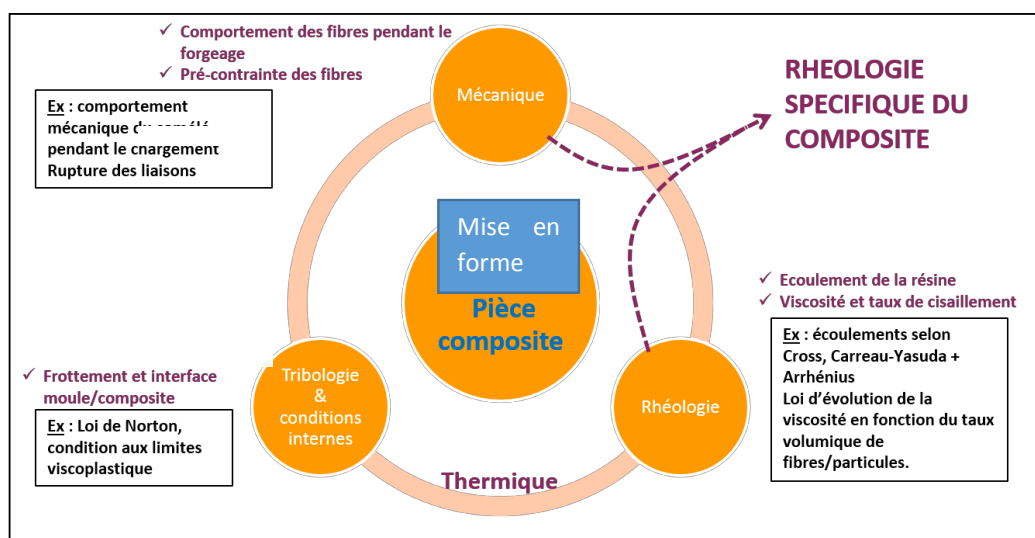 Comportement des fibres pendant le
forgeage
Pré-contrainte des fibres
Ex : comportement
mécanique
pendant le chargement
Rupture des liaisons
Mécanique
RHEOLOGIE
SPECIFIQUE DU
COMPOSITE
Mise en
forme
Pièce
composite
Ecoulement de la résine
Viscosité et taux de cisaillement
Ex : écoulements selon
Cross, Carreau-Yasuda +
Arrhénius
Loi d’évolution de la
viscosité en fonction du taux
volumique de
fibres/particules.
Rhéologie
Frottement et interface
moule/composite
Ex : Loi de Norton,
condition aux limites
viscoplastique
Tribologie
&
conditions
internes
Thermique